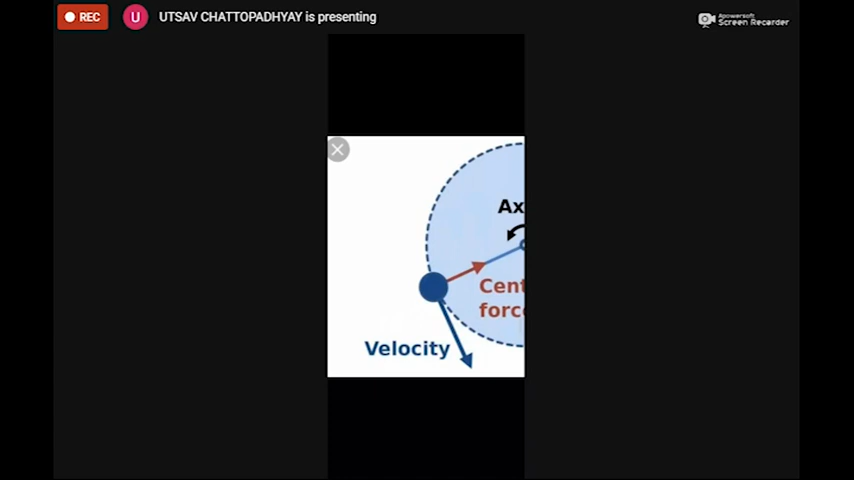 REC
U
UTSAV CHATTOPADHYAY is presenting
Apowersoft
Screen Recorder
Ax
Cent
forc
Velocity